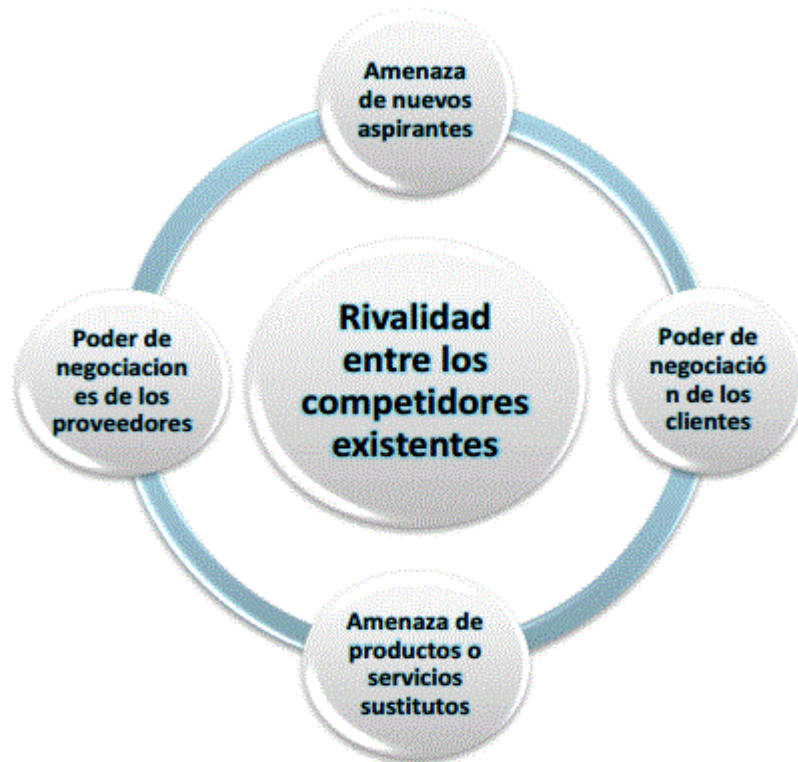 Amenaza
de nuevos
aspirantes
Poder de
negociacion
es de los
proveedores
Rivalidad
entre los
competidores
existentes
Poder de
negociació
n de los
clientes
Amenaza de
productos o
servicios
sustitutos